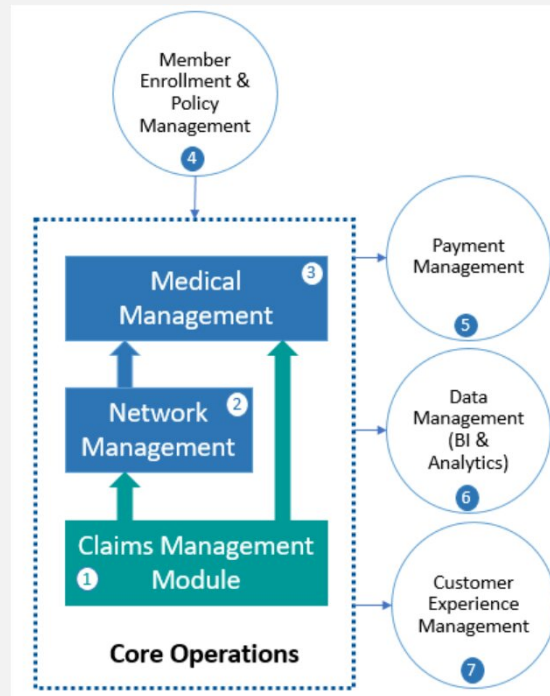 Member
Enrollment &
Policy
Management
4
Medical
Management
3
Network
Management
2
Claims Management
Module
1
Core Operations
Payment
Management
5
Data
Management
(BI &
Analytics)
6
Customer
Experience
Management
7